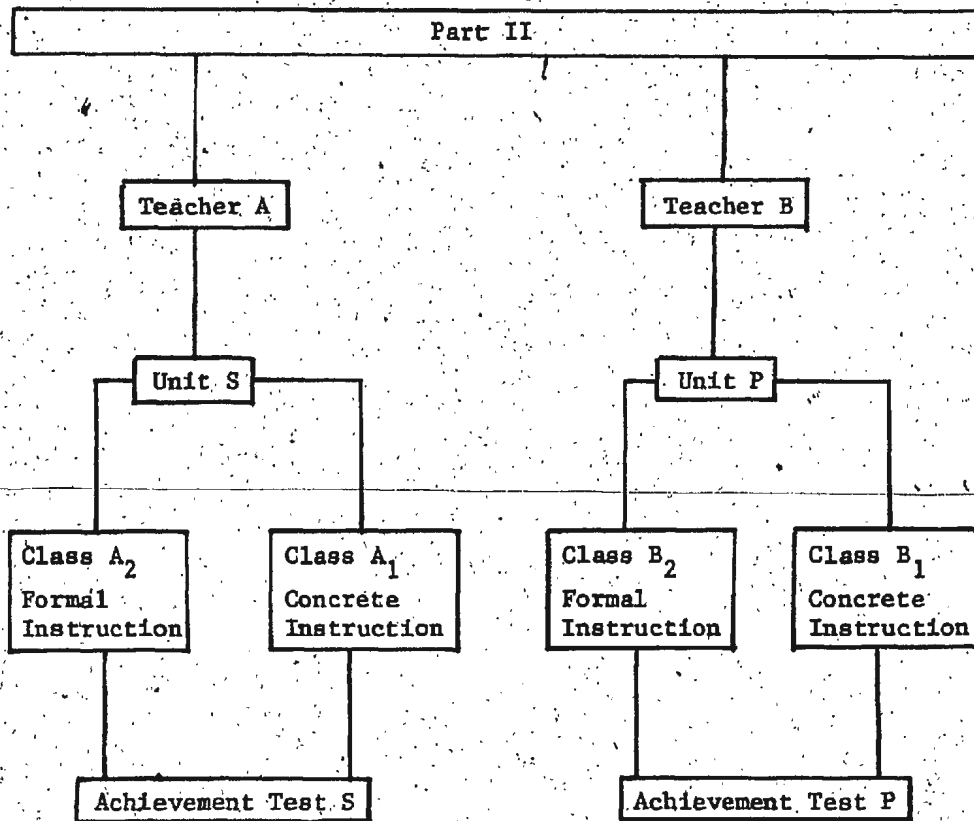 Part II
Teacher A
Teacher B
Unit S
Unit P
Class A2
Formal
Instruction
Class A1
Concrete
Instruction
Class B2
Formal
Instruction
Class B1
Concrete
Instruction
Achievement Test S
Achievement Test P